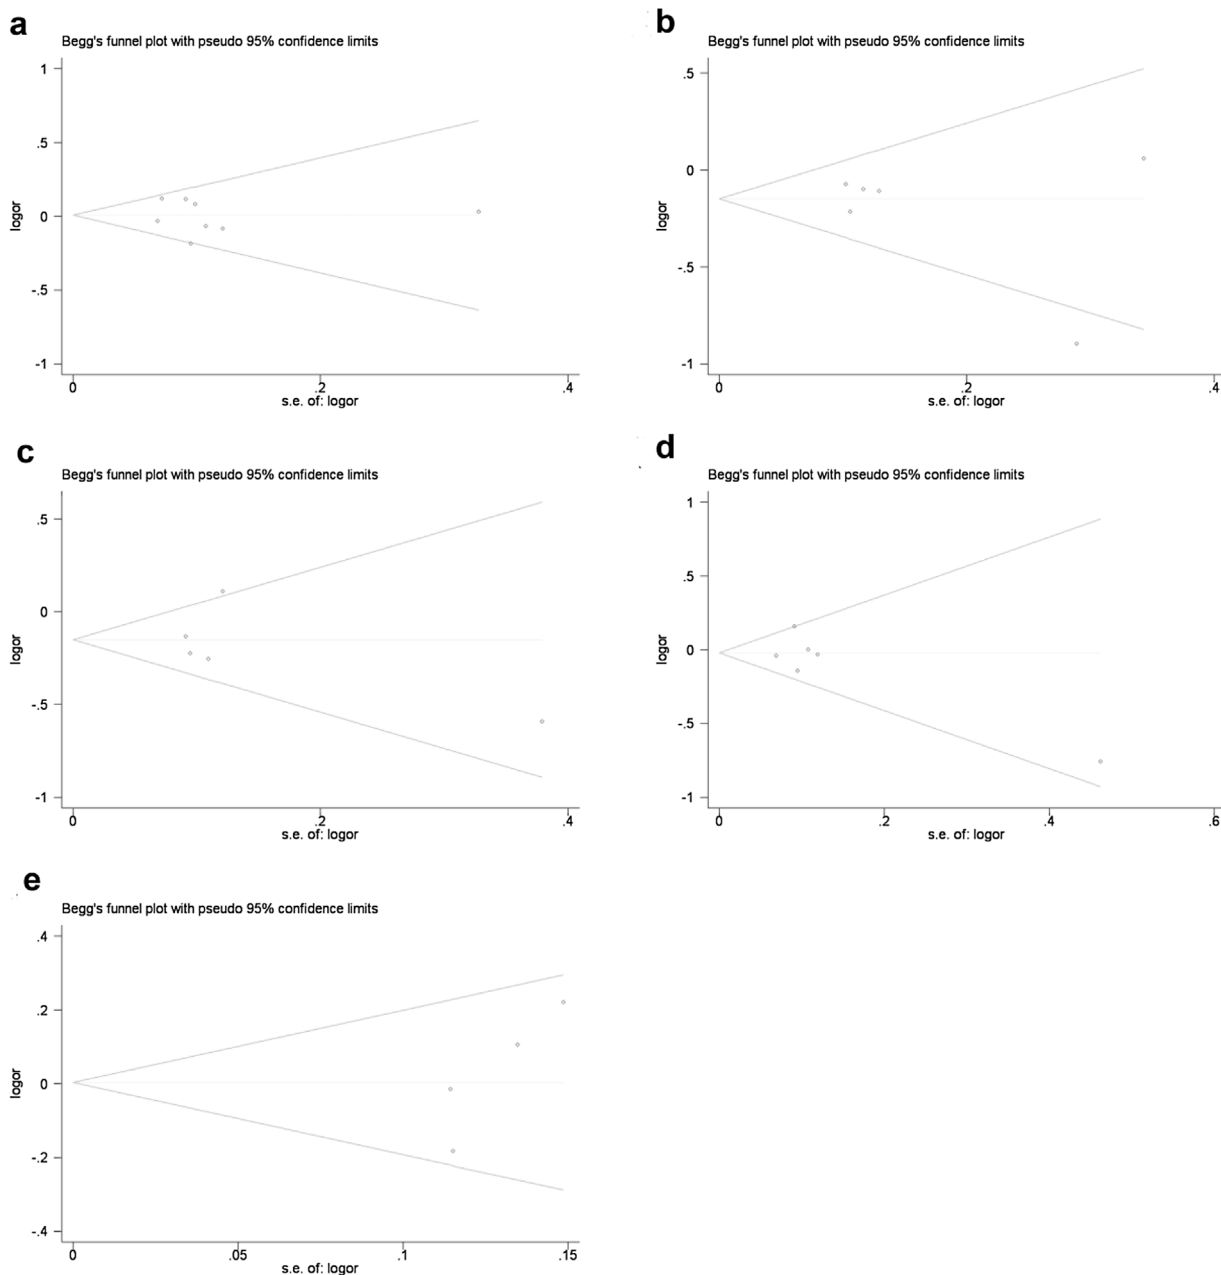 a
Begg's funnel plot with pseudo 95% confidence limits
1
.5
0
-.5
-1
logor
0
.2
.4
s.e. of: logor
b
Begg's funnel plot with pseudo 95% confidence limits
.5
0
-.5
-1
logor
0
.2
.4
s.e. of: logor
c
Begg's funnel plot with pseudo 95% confidence limits
.5
0
-.5
-1
logor
0
.2
.4
s.e. of: logor
d
Begg's funnel plot with pseudo 95% confidence limits
1
.5
0
-.5
-1
logor
0
.2
.4
.6
s.e. of: logor
e
Begg's funnel plot with pseudo 95% confidence limits
.4
.2
0
-.2
-.4
logor
0
.05
.1
.15
s.e. of: logor